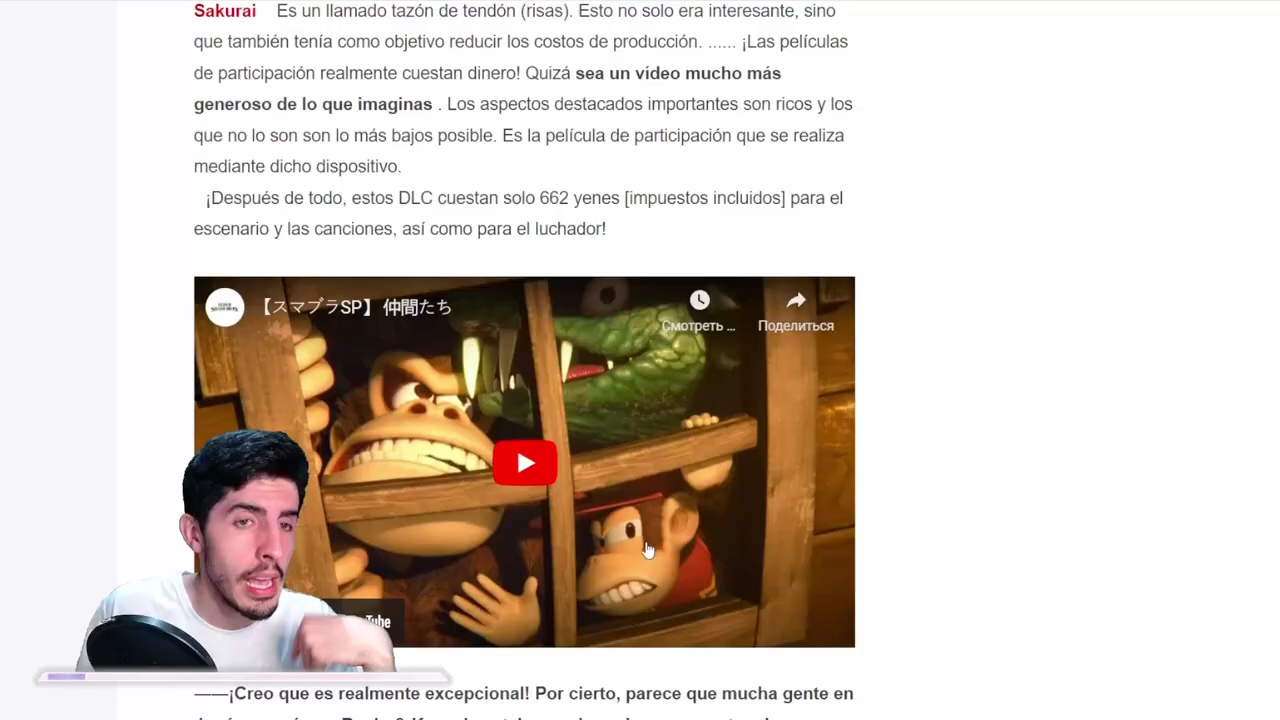 Sakurai Es un llamado tazón de tendón (risas). Esto no solo era interesante, sino
que también tenía como objetivo reducir los costos de producción. ...... ¡Las películas
de participación realmente cuestan dinero! Quizá sea un vídeo mucho más
generoso de lo que imaginas . Los aspectos destacados importantes son ricos y los
que no lo son son lo más bajos posible. Es la película de participación que se realiza
mediante dicho dispositivo.
¡Después de todo, estos DLC cuestan solo 662 yenes [impuestos incluidos] para el
escenario y las canciones, así como para el luchador!
【スマブラSP】 仲間たち
Смотреть ...
Поделиться
——¡Creo que es realmente excepcional! Por cierto, parece que mucha gente en